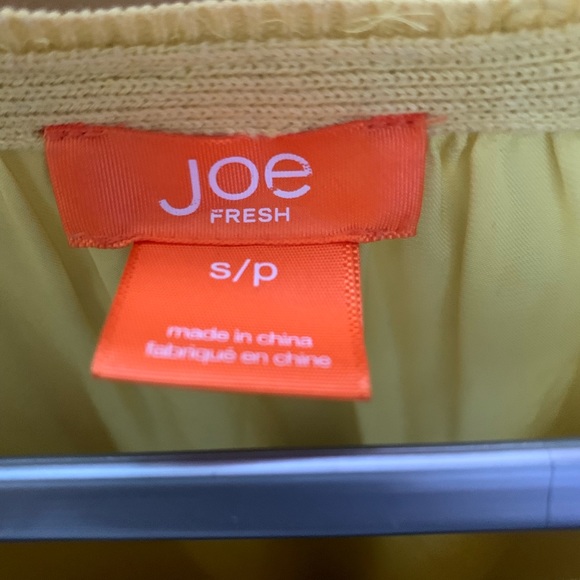 Joe
FRESH
s/p
made in china
fabriqué en chine